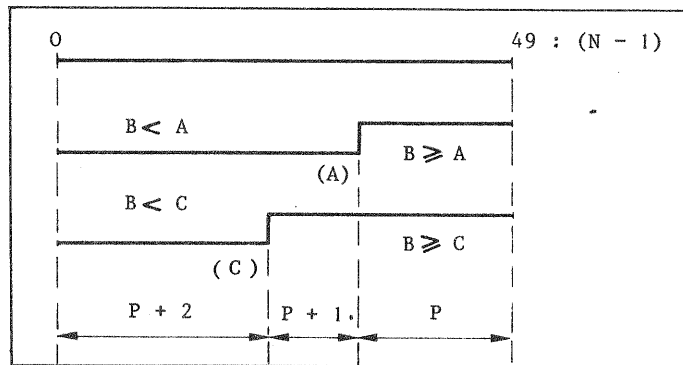 0 49 : (N - 1)
B < A
(A) B ⩾ A
B < C
(C) B ⩾ C
P + 2 P + 1. P